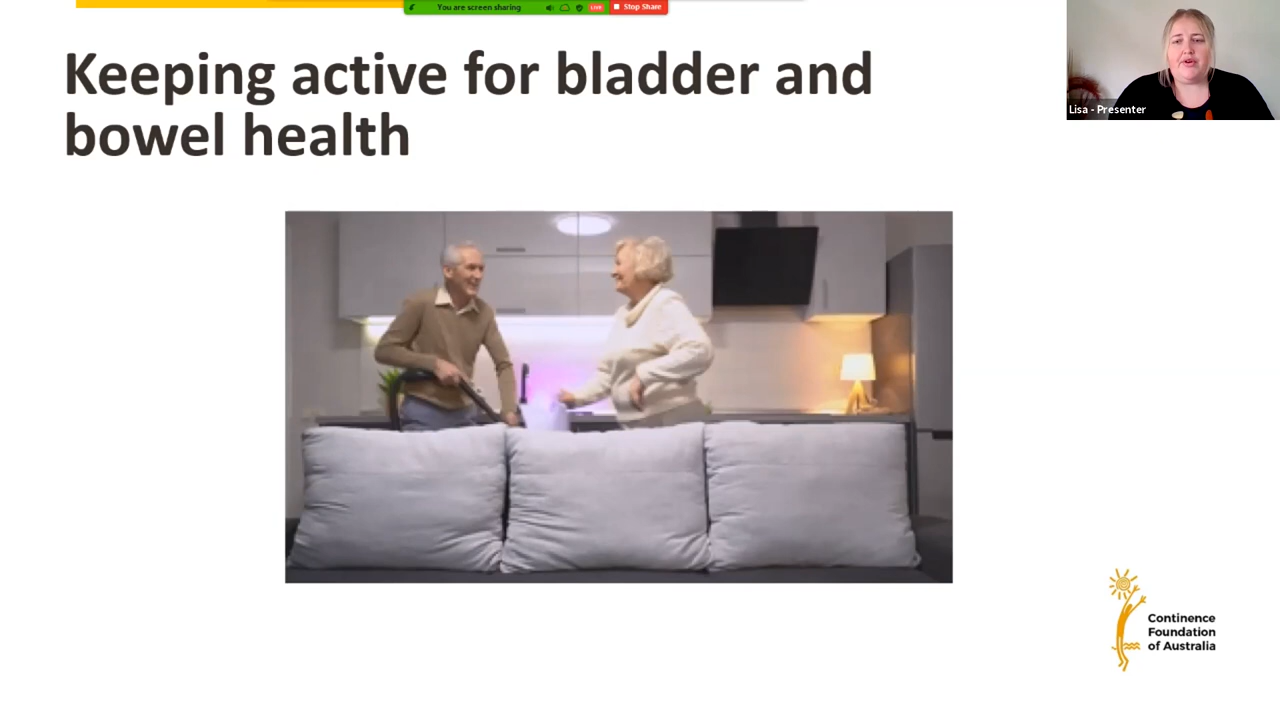 You are screen sharing
LIVE
Stop Share
Keeping active for bladder and
bowel health
Lisa - Presenter
Continence
Foundation
of Australia